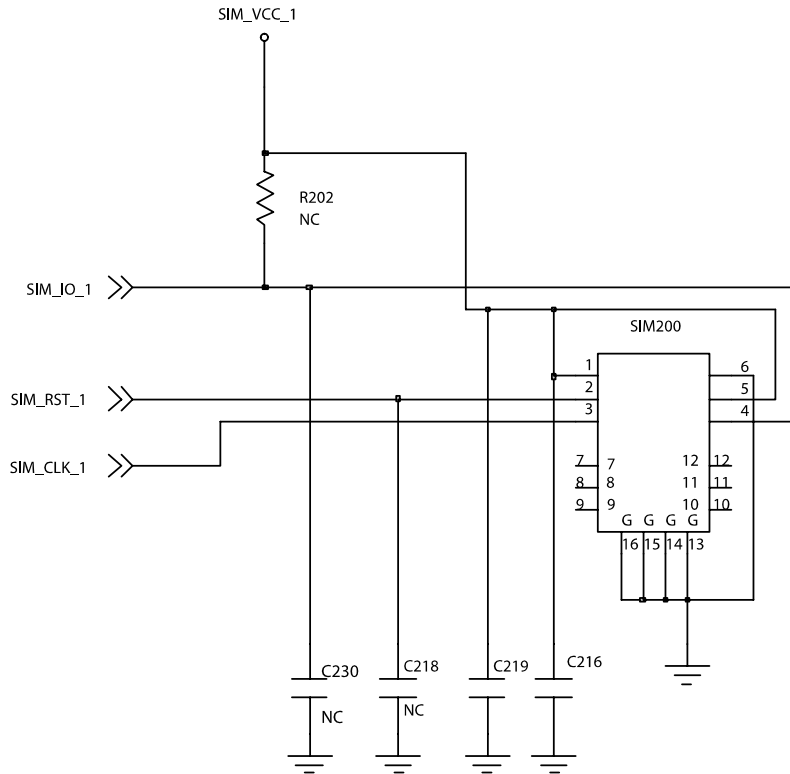 SIM_VCC_1
R202
NC
SIM_IO_1
SIM200
1 6
2 5
SIM_RST_1
3 4
SIM_CLK_1
7 7 12 12
8 8 11 11
9 9 10 10
G G G G
16 15 14 13
C230 C218 C219 C216
NC NC